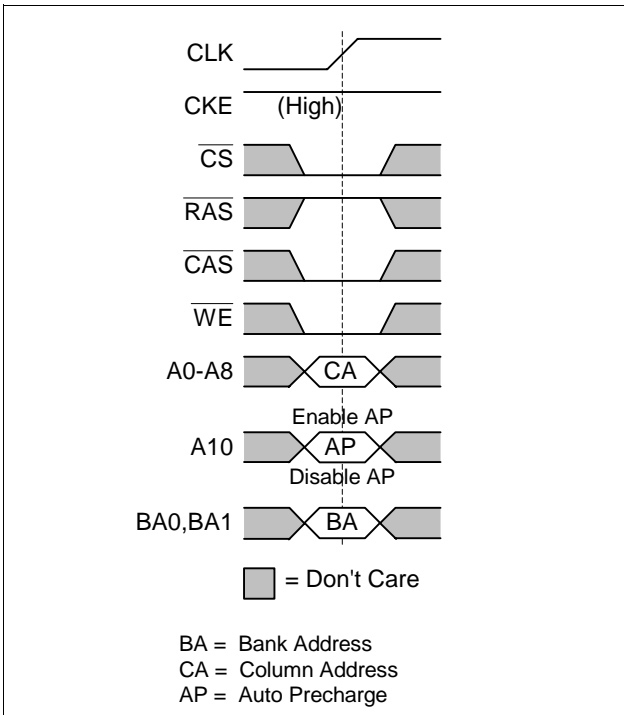 CLK
CKE (High)
CS
RAS
CAS
WE
A0-A8 CA
Enable AP
A10 AP
Disable AP
BA0,BA1 BA
= Don't Care
BA = Bank Address
CA = Column Address
AP = Auto Precharge